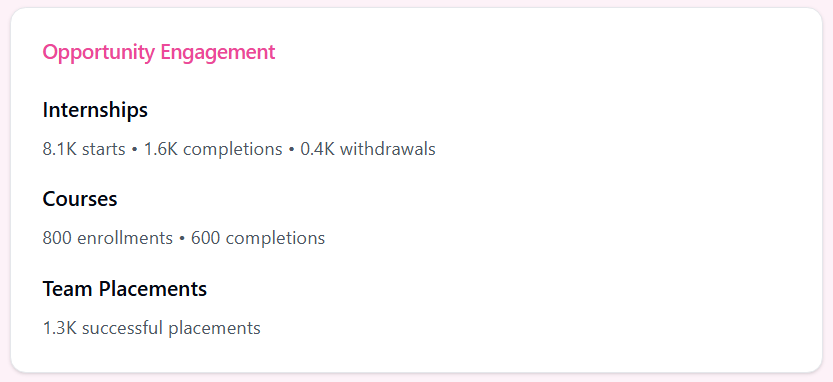 Opportunity Engagement
Internships
8.1K starts • 1.6K completions • 0.4K withdrawals
Courses
800 enrollments • 600 completions
Team Placements
1.3K successful placements